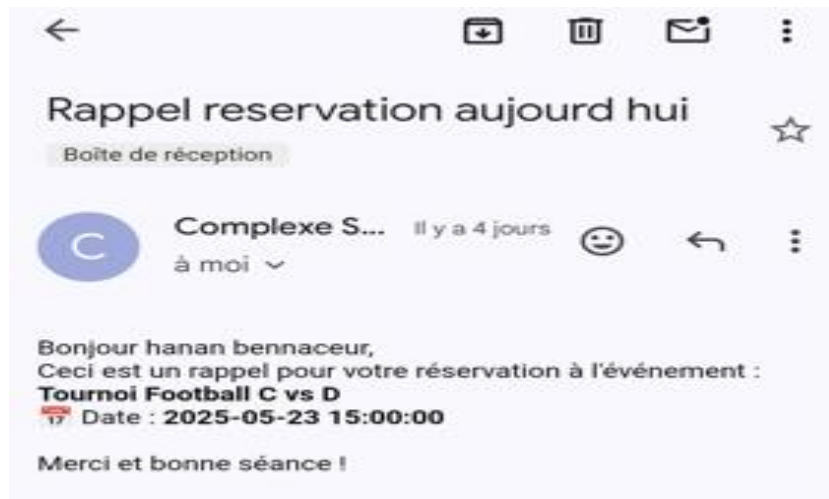 Rappel reservation aujourd hui
Boîte de réception
C
Complexe S... Il y a 4 jours
à moi
Bonjour hanan bennaceur,
Ceci est un rappel pour votre réservation à l'événement :
Tournoi Football C vs D
📅 Date : 2025-05-23 15:00:00
Merci et bonne séance !